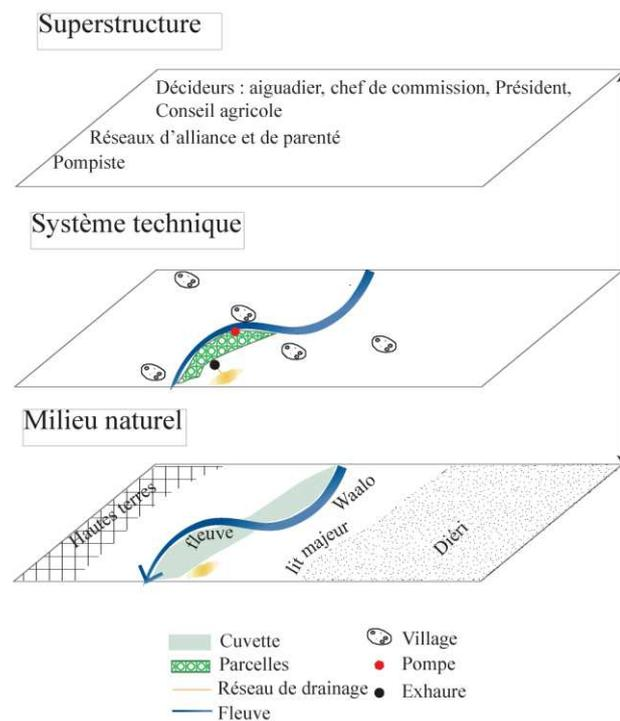 Superstructure
Décideurs : aiguadier, chef de commission, Président,
Conseil agricole
Réseaux d’alliance et de parenté
Pompiste
Système technique
Milieu naturel
Hautes terres
fleuve
Waalo
lit majeur
Diéri
Cuvette
Village
Parcelles
Pompe
Réseau de drainage
Exhaure
Fleuve